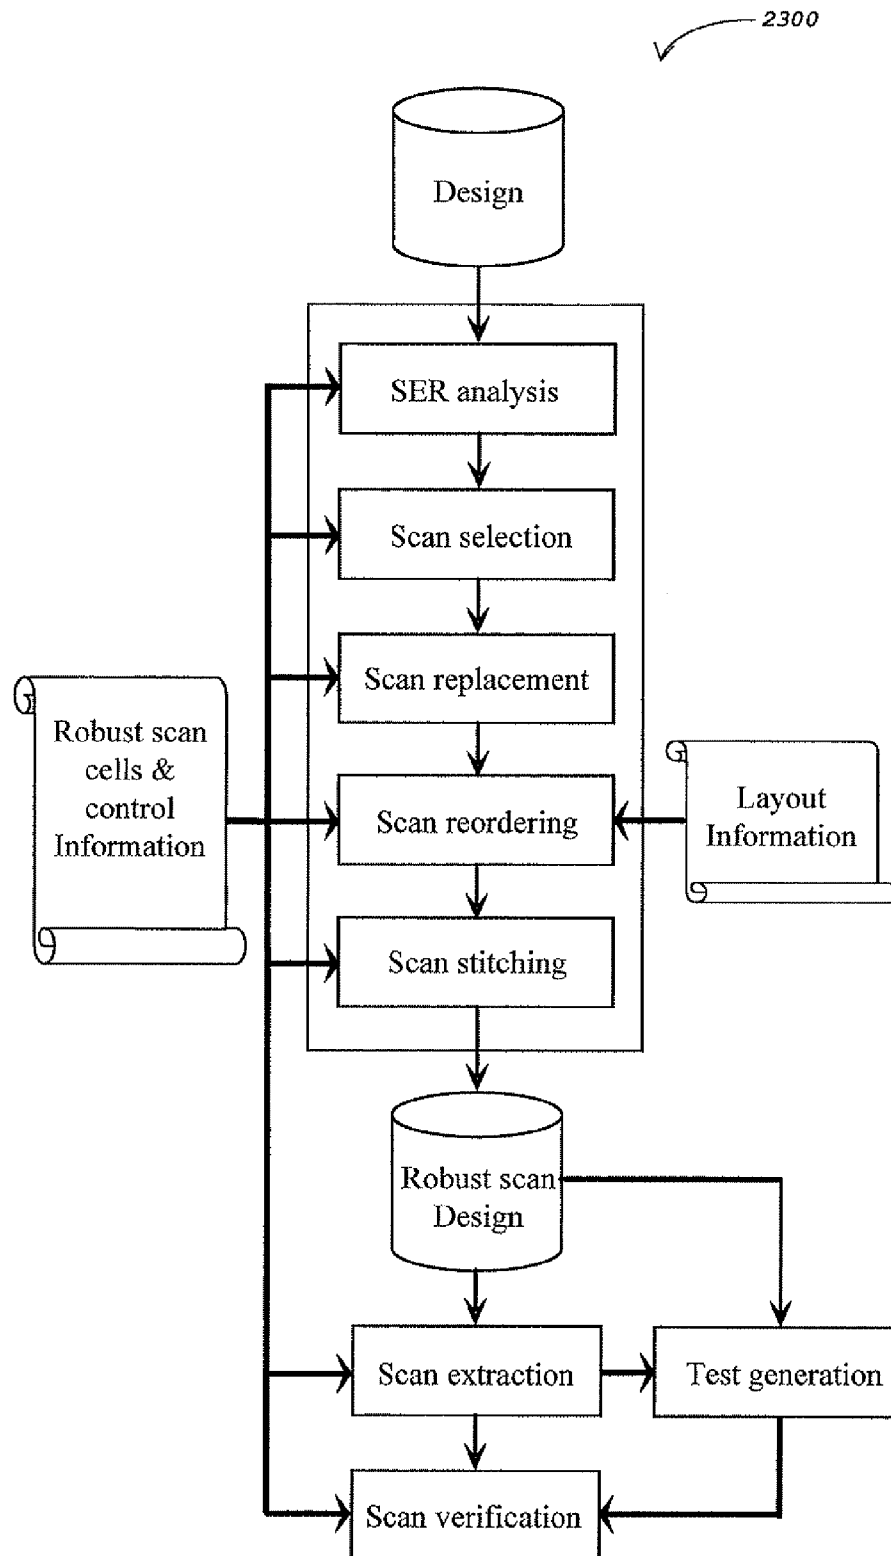 2300
Design
SER analysis
Scan selection
Scan replacement
Robust scan
cells &
control
Information
Scan reordering
Layout
Information
Scan stitching
Robust scan
Design
Scan extraction
Test generation
Scan verification